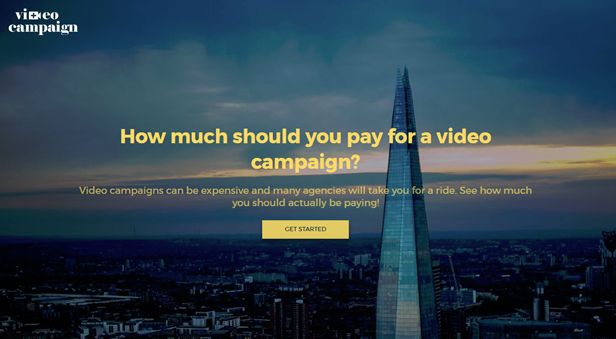 video
campaign
How much should you pay for a video
campaign?
Video campaigns can be expensive and many agencies will take you for a ride. See how much
you should actually be paying!
GET STARTED